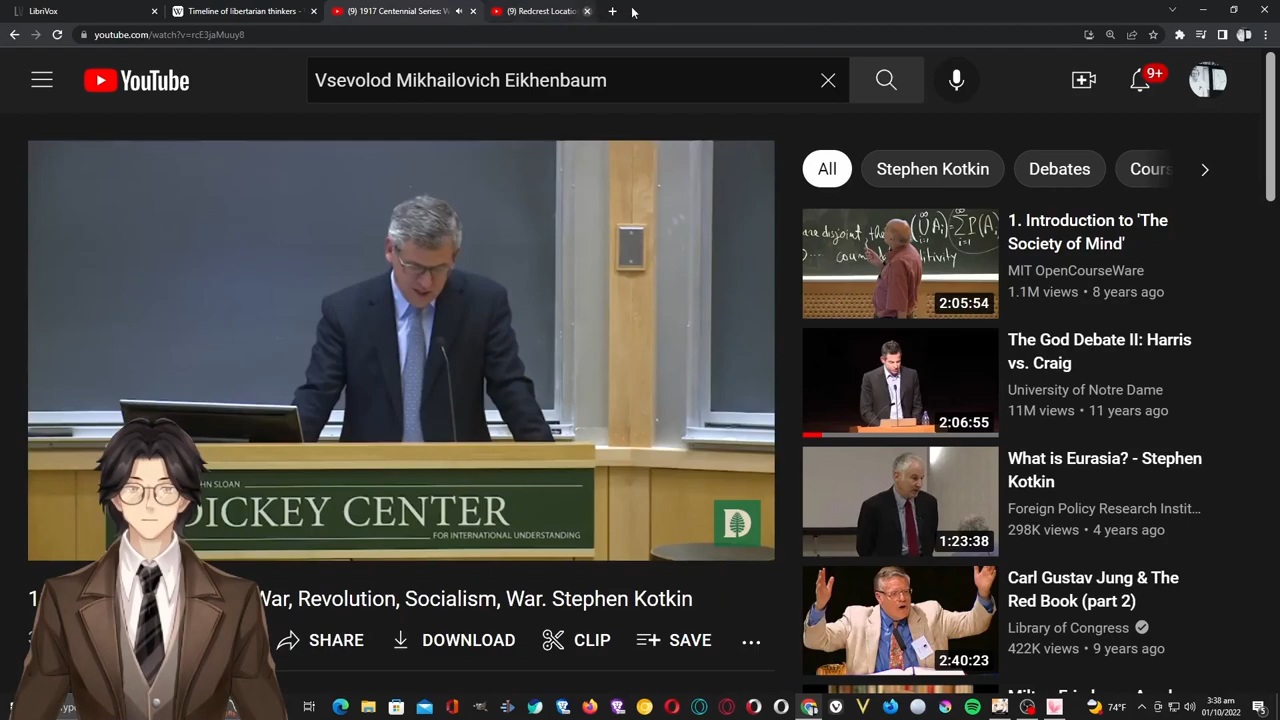 LibriVox
Timeline of libertarian thinkers -
(9) 1917 Centennial Series: W
(9) Redcrest Locatio
youtube.com/watch?v=rcE3jaMuuy8
YouTube
Vsevolod Mikhailovich Eikhenbaum
9+
All
Stephen Kotkin
Debates
Cours
1. Introduction to 'The
Society of Mind'
MIT OpenCourseWare
1.1M views • 8 years ago
2:05:54
The God Debate II: Harris
vs. Craig
University of Notre Dame
11M views • 11 years ago
2:06:55
What is Eurasia? - Stephen
Kotkin
Foreign Policy Research Instit...
298K views • 4 years ago
1:23:38
Carl Gustav Jung & The
Red Book (part 2)
Library of Congress
422K views • 9 years ago
2:40:23
HN SLOAN
DICKEY CENTER
FOR INTERNATIONAL UNDERSTANDING
D
War, Revolution, Socialism, War. Stephen Kotkin
SHARE
DOWNLOAD
CLIP
SAVE
74°F
3:38 am
01/10/2022